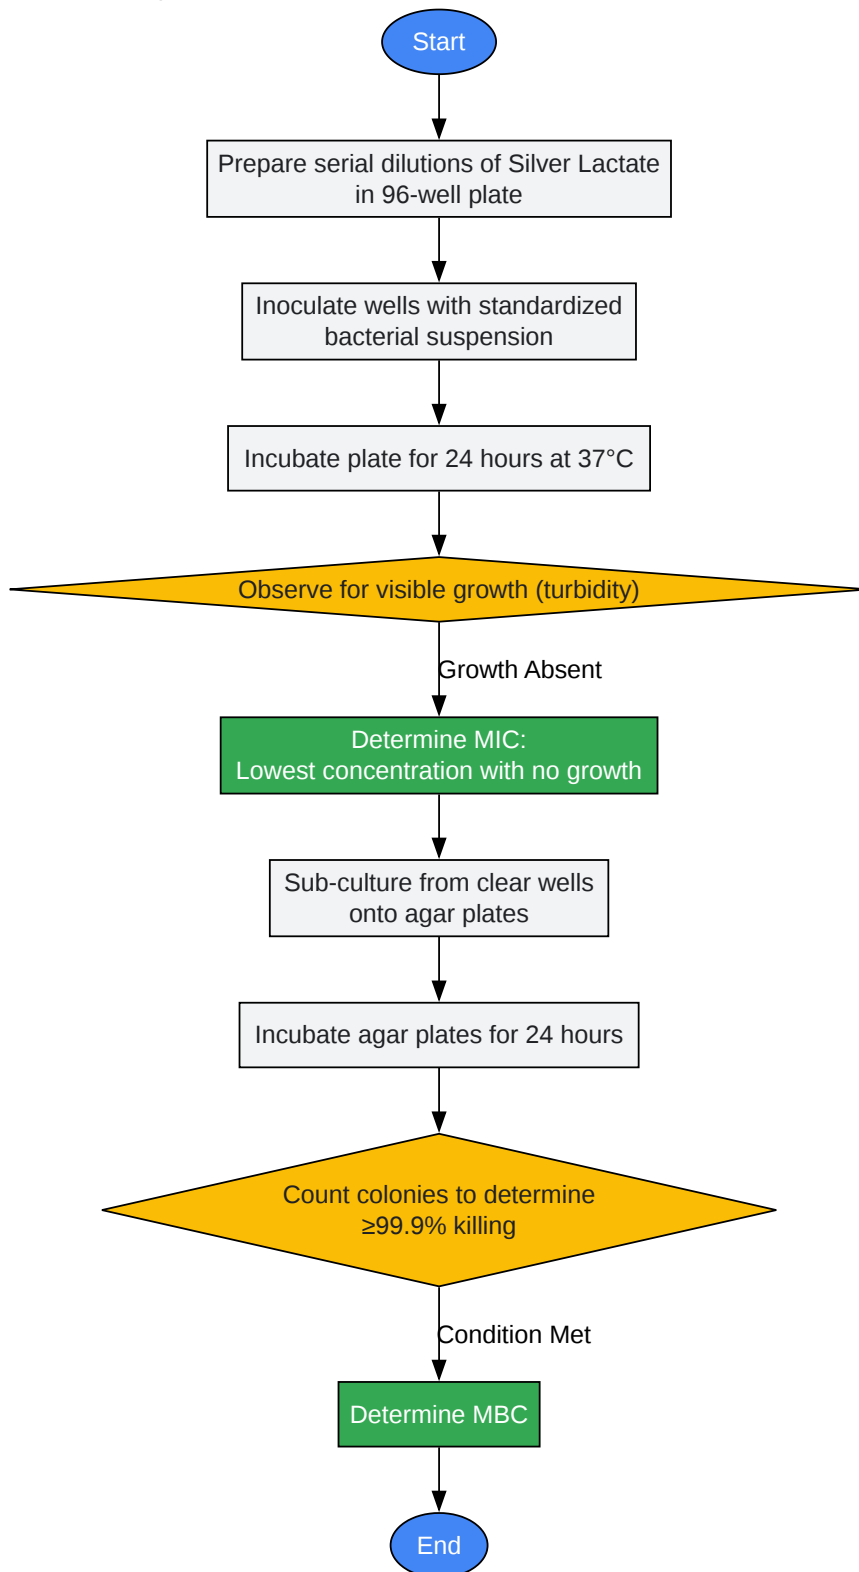 Start
Prepare serial dilutions of Silver Lactate
in 96-well plate
Inoculate wells with standardized
bacterial suspension
Incubate plate for 24 hours at 37°C
Observe for visible growth (turbidity)
Growth Absent
Determine MIC:
Lowest concentration with no growth
Sub-culture from clear wells
onto agar plates
Incubate agar plates for 24 hours
Count colonies to determine
≥99.9% killing
Condition Met
Determine MBC
End